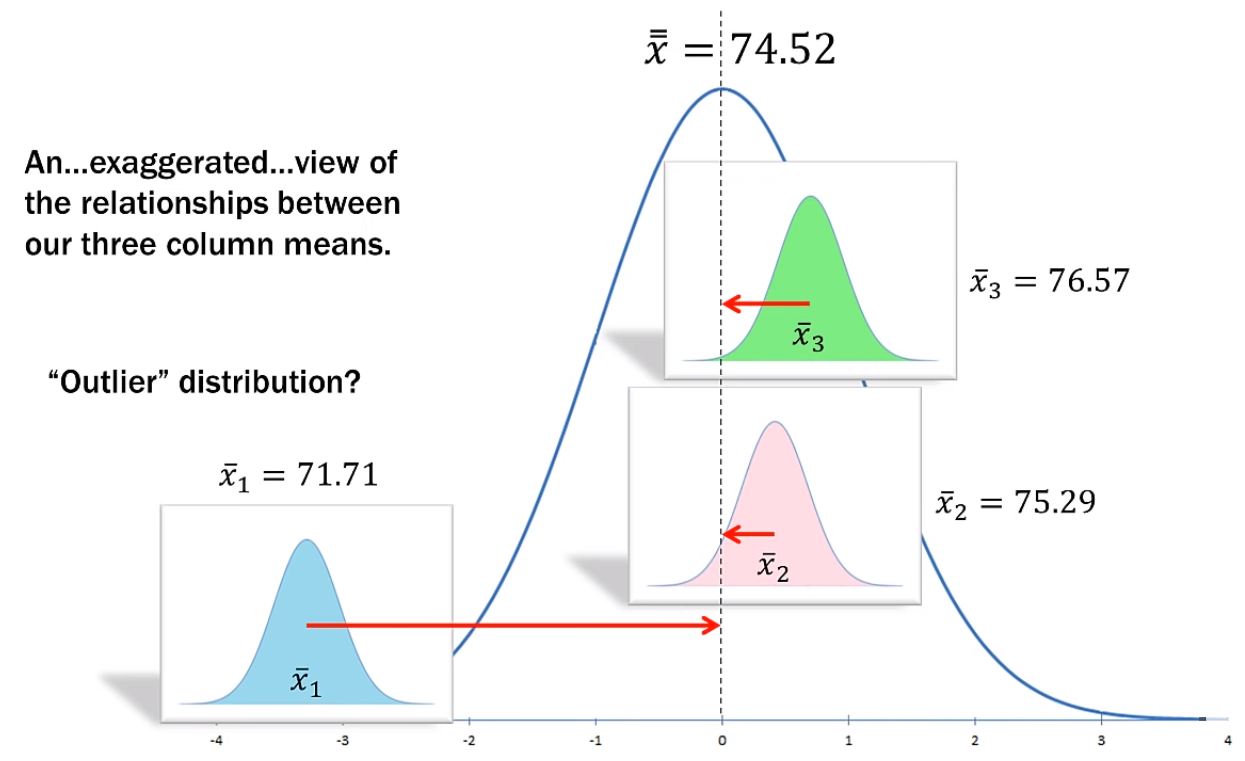 x̿ = 74.52
An...exaggerated...view of
the relationships between
our three column means.
x̄₃ = 76.57
x̄₃
“Outlier” distribution?
x̄₁ = 71.71
x̄₂ = 75.29
x̄₂
x̄₁
-4 -3 -2 -1 0 1 2 3 4